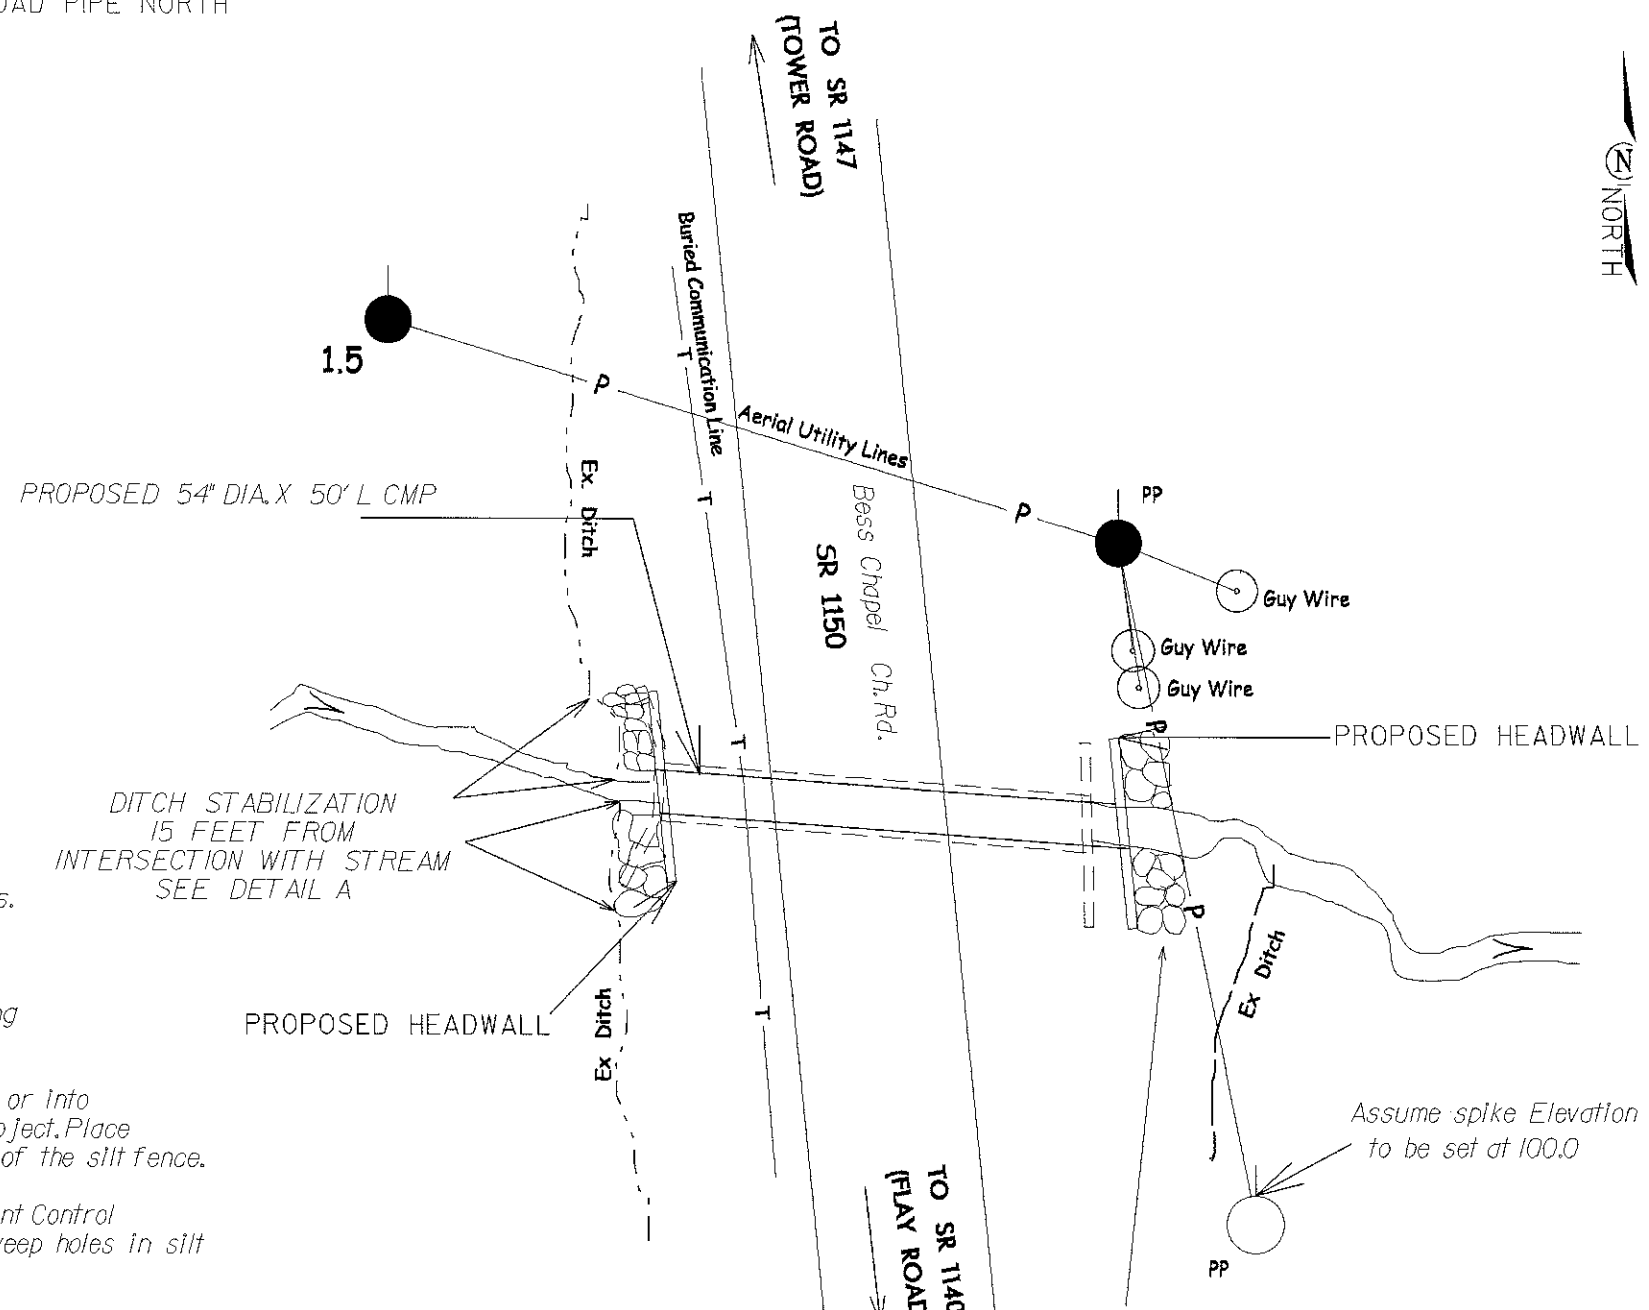 PIPE NORTH
TO SR 1147
(TOWER ROAD)
N
NORTH
Buried Communication Line
T
1.5
P
Aerial Utility Lines
PROPOSED 54" DIA. X 50' L CMP
Ex. Ditch
T
P
PP
Bess Chapel Ch. Rd.
SR 1150
Guy Wire
Guy Wire
Guy Wire
T
P
PROPOSED HEADWALL
DITCH STABILIZATION
15 FEET FROM
INTERSECTION WITH STREAM
SEE DETAIL A
P
Ex Ditch
PROPOSED HEADWALL
Ex Ditch
T
or into
Place
of the silt fence.
Control
holes in silt
Assume spike Elevation
to be set at 100.0
TO SR 1140
(FLAY ROAD
PP